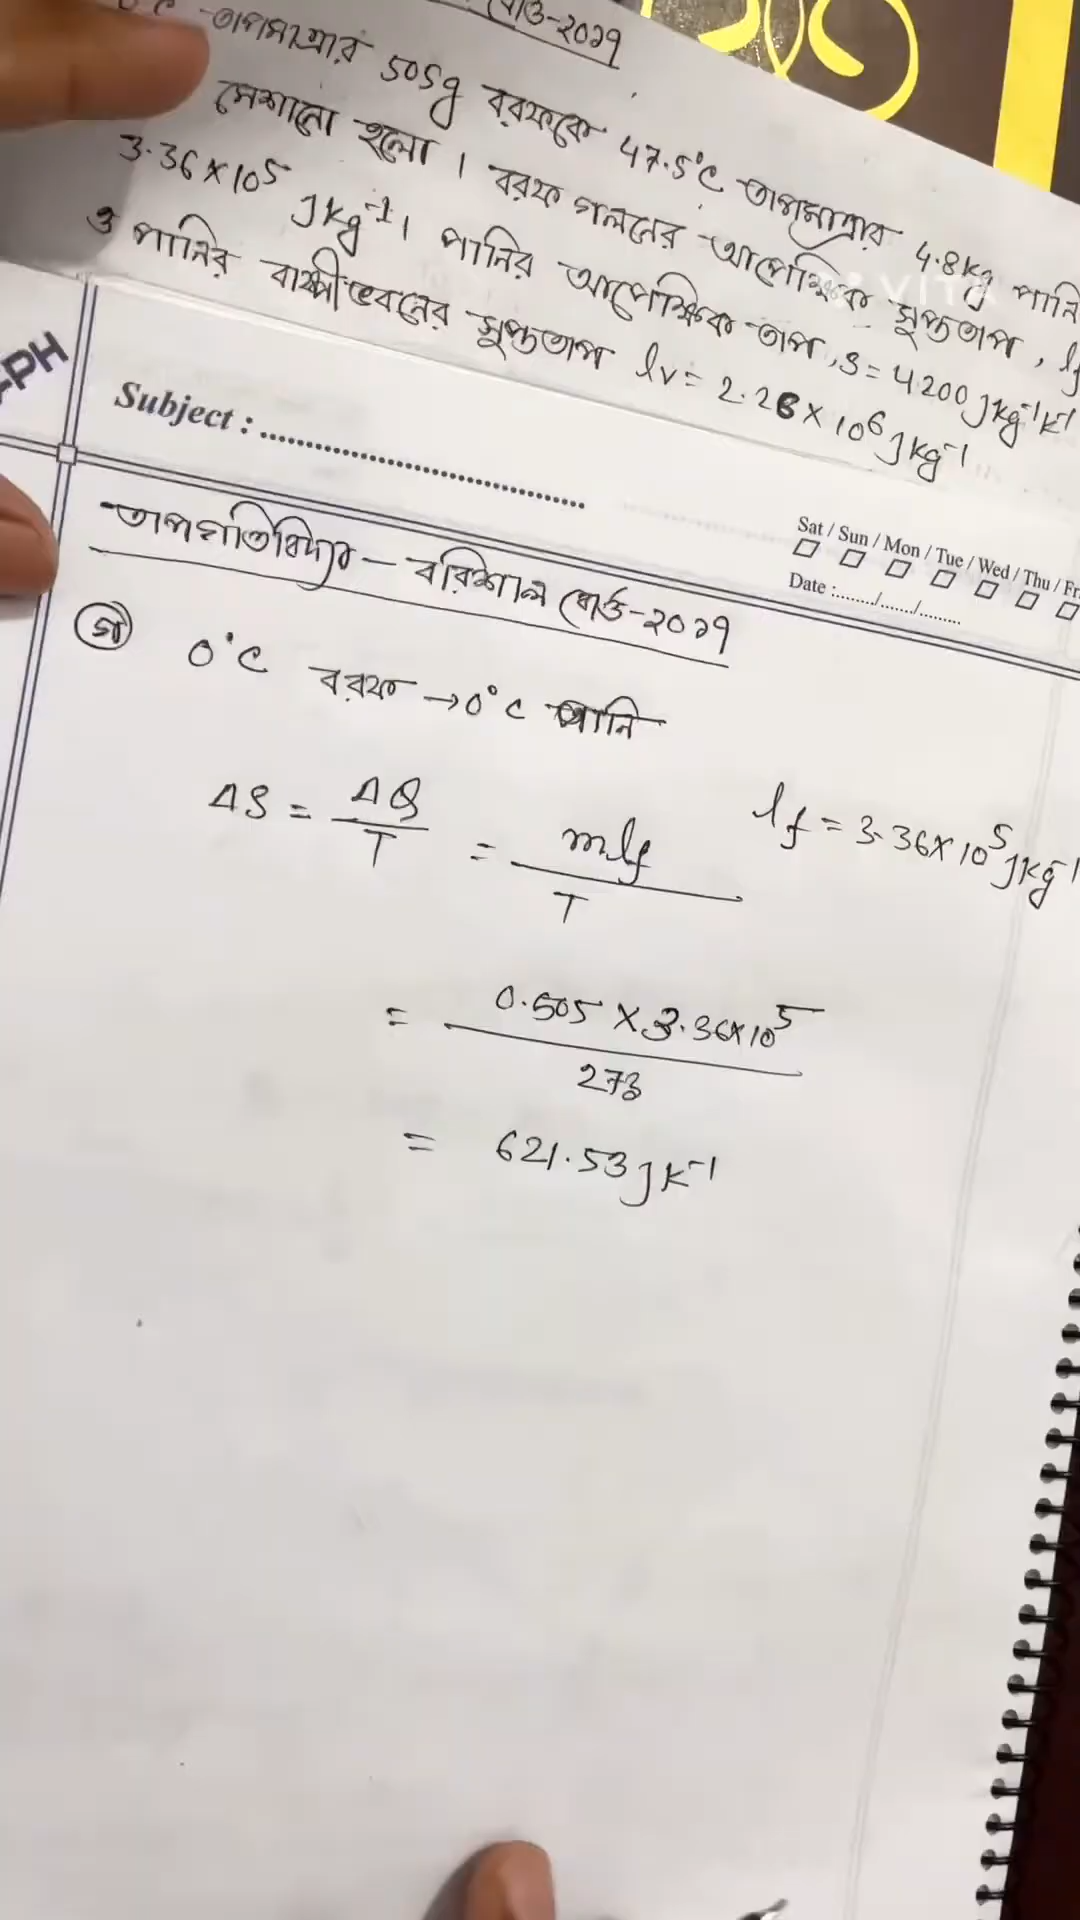 বোর্ড-২০১৭
তাপমাত্রার 505g বরফকে 47.5°C তাপমাত্রার 4.8kg পানি
মেশানো হলো। বরফ গলনের আপেক্ষিক সুপ্ততাপ, lf
3.36×10⁵ Jkg⁻¹। পানির আপেক্ষিক তাপ, S = 4200 Jkg⁻¹K⁻¹
ও পানির বাষ্পীভবনের সুপ্ততাপ lv = 2.26×10⁶ Jkg⁻¹
Subject :
Sat / Sun / Mon / Tue / Wed / Thu / Fr
Date :......../......./.........
তাপগতিবিদ্যা – বরিশাল বোর্ড-২০১৭
গ 0°C বরফ → 0°C পানি
ΔS = ΔQ/T = mlf/T lf = 3.36×10⁵ Jkg⁻¹
= 0.505 × 3.36×10⁵ / 273
= 621.53 JK⁻¹